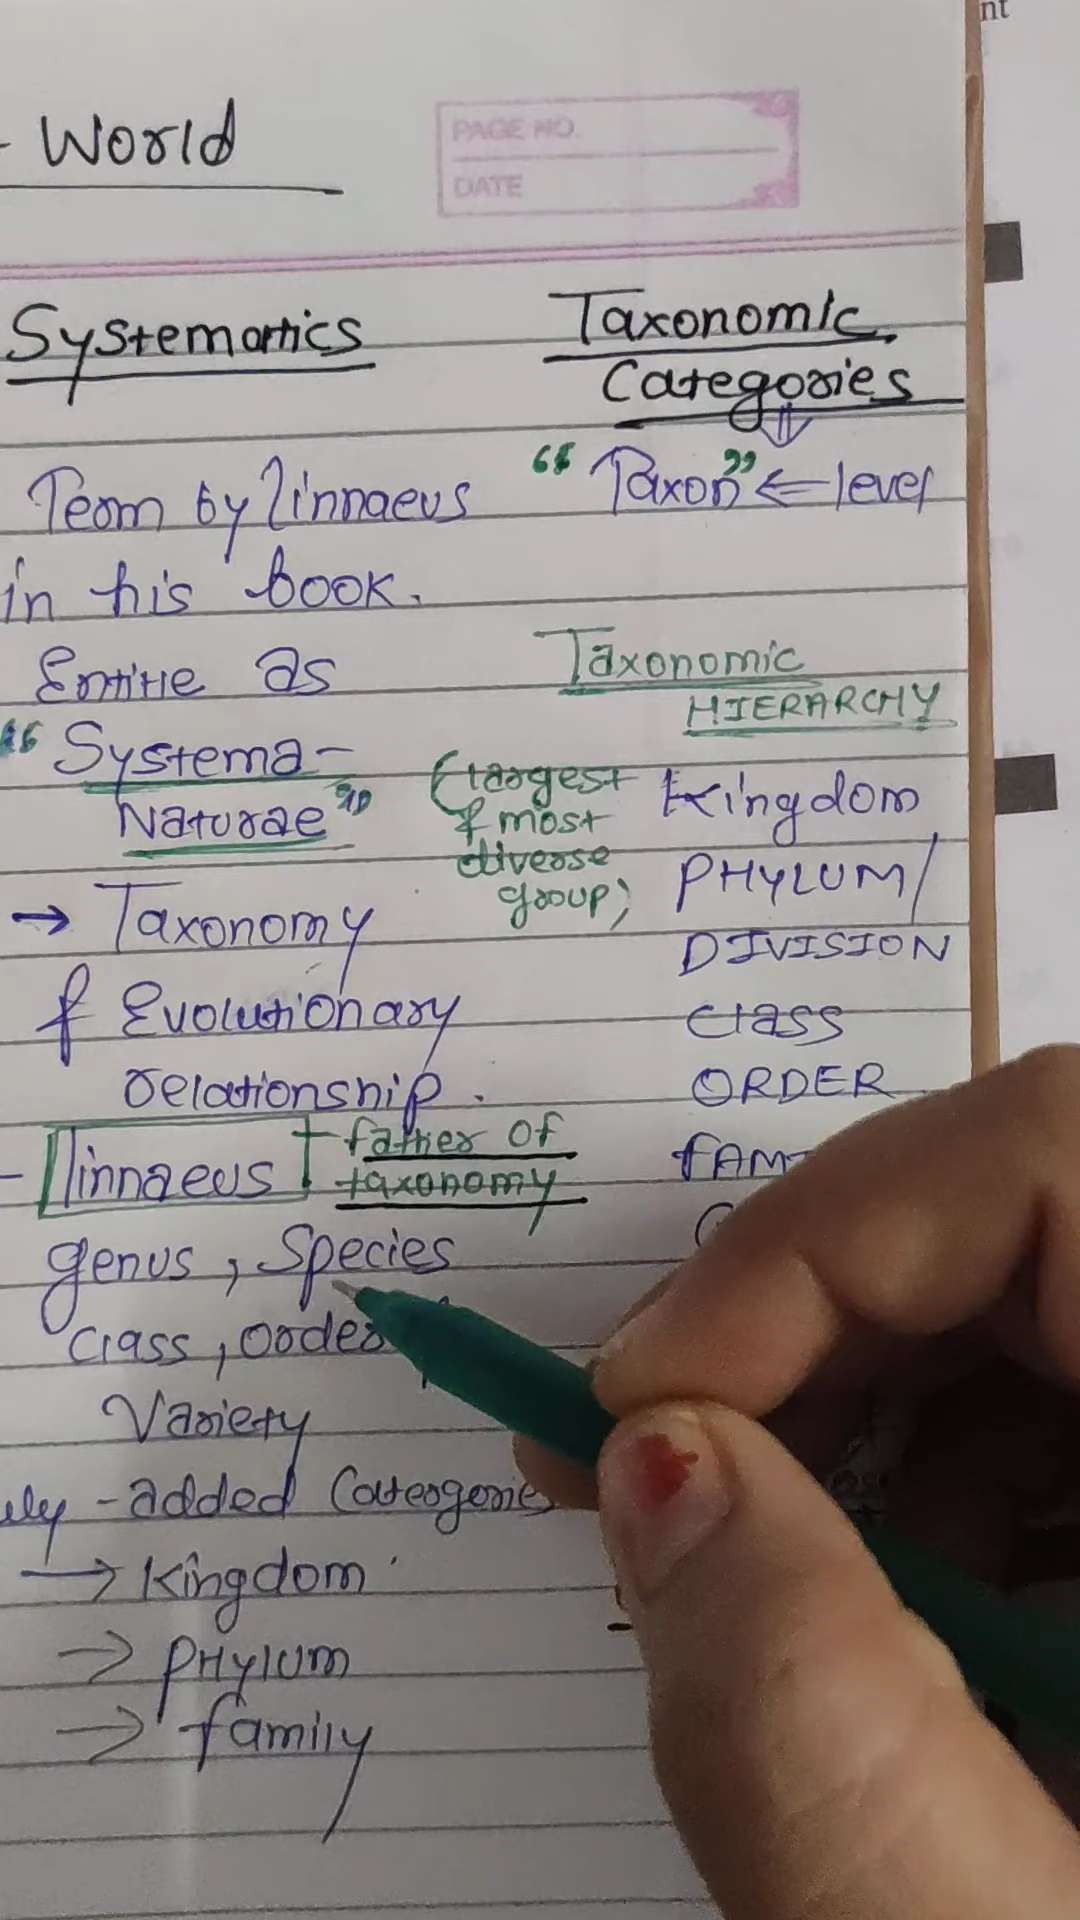 nt
- World
PAGE NO.
DATE
Systematics
Term by linnaeus
in his book.
Entitle as
"Systema-
Naturae"
→ Taxonomy
& Evolutionary
relationship.
- linnaeus - father of
taxonomy
genus, Species
Class, Order
Variety
-added
→ Kingdom
→ PHylum
→ family
Taxonomic
Categories
"Taxon" ← level
Taxonomic
HIERARCHY
(largest
& most
diverse
group)
Kingdom
PHYLUM/
DIVISION
Class
ORDER